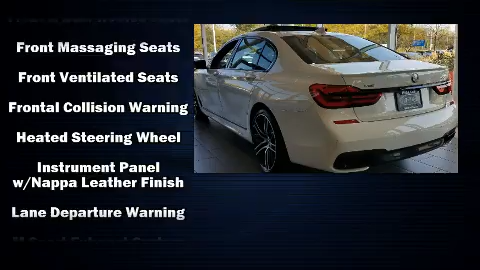 Front Massaging Seats
Front Ventilated Seats
Frontal Collision Warning
Heated Steering Wheel
Instrument Panel
w/Nappa Leather Finish
Lane Departure Warning